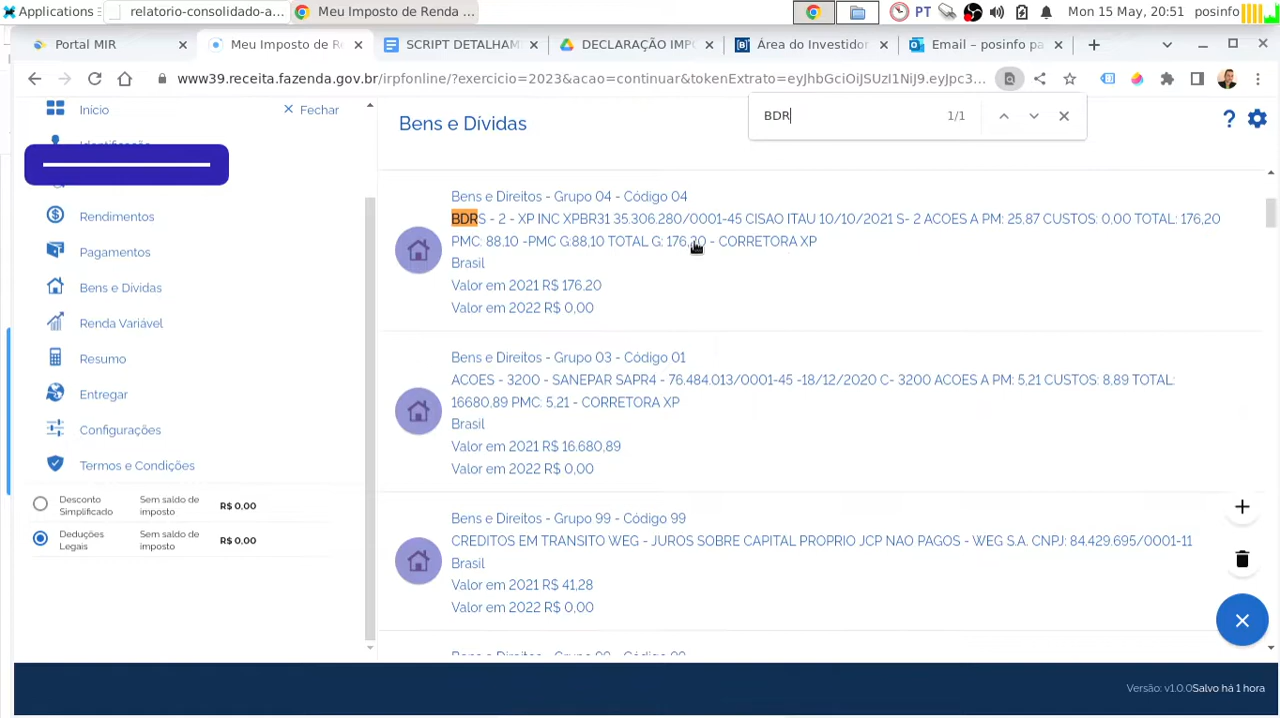 Applications
relatorio-consolidado-a...
Meu Imposto de Renda ...
PT
Mon 15 May, 20:51
posinfo
Portal MIR
Meu Imposto de Re
SCRIPT DETALHAM
DECLARAÇÃO IMPO
Área do Investidor
Email – posinfo pa
www39.receita.fazenda.gov.br/irpfonline/?exercicio=2023&acao=continuar&tokenExtrato=eyJhbGciOiJSUzI1NiJ9.eyJpc3...
BDR
1/1
Inicio
Fechar
Rendimentos
Pagamentos
Bens e Dívidas
Renda Variável
Resumo
Entregar
Configurações
Termos e Condições
Desconto Simplificado
Sem saldo de imposto
R$ 0,00
Deduções Legais
Sem saldo de imposto
R$ 0,00
Bens e Dívidas
Bens e Direitos - Grupo 04 - Código 04
BDRS - 2 - XP INC XPBR31 35.306.280/0001-45 CISAO ITAU 10/10/2021 S- 2 ACOES A PM: 25,87 CUSTOS: 0,00 TOTAL: 176,20
PMC: 88,10 -PMC G:88,10 TOTAL G: 176,20 - CORRETORA XP
Brasil
Valor em 2021 R$ 176,20
Valor em 2022 R$ 0,00
Bens e Direitos - Grupo 03 - Código 01
ACOES - 3200 - SANEPAR SAPR4 - 76.484.013/0001-45 -18/12/2020 C- 3200 ACOES A PM: 5,21 CUSTOS: 8,89 TOTAL:
16680,89 PMC: 5,21 - CORRETORA XP
Brasil
Valor em 2021 R$ 16.680,89
Valor em 2022 R$ 0,00
Bens e Direitos - Grupo 99 - Código 99
CREDITOS EM TRANSITO WEG - JUROS SOBRE CAPITAL PROPRIO JCP NAO PAGOS - WEG S.A. CNPJ: 84.429.695/0001-11
Brasil
Valor em 2021 R$ 41,28
Valor em 2022 R$ 0,00
Versão: v1.0.0
Salvo há 1 hora